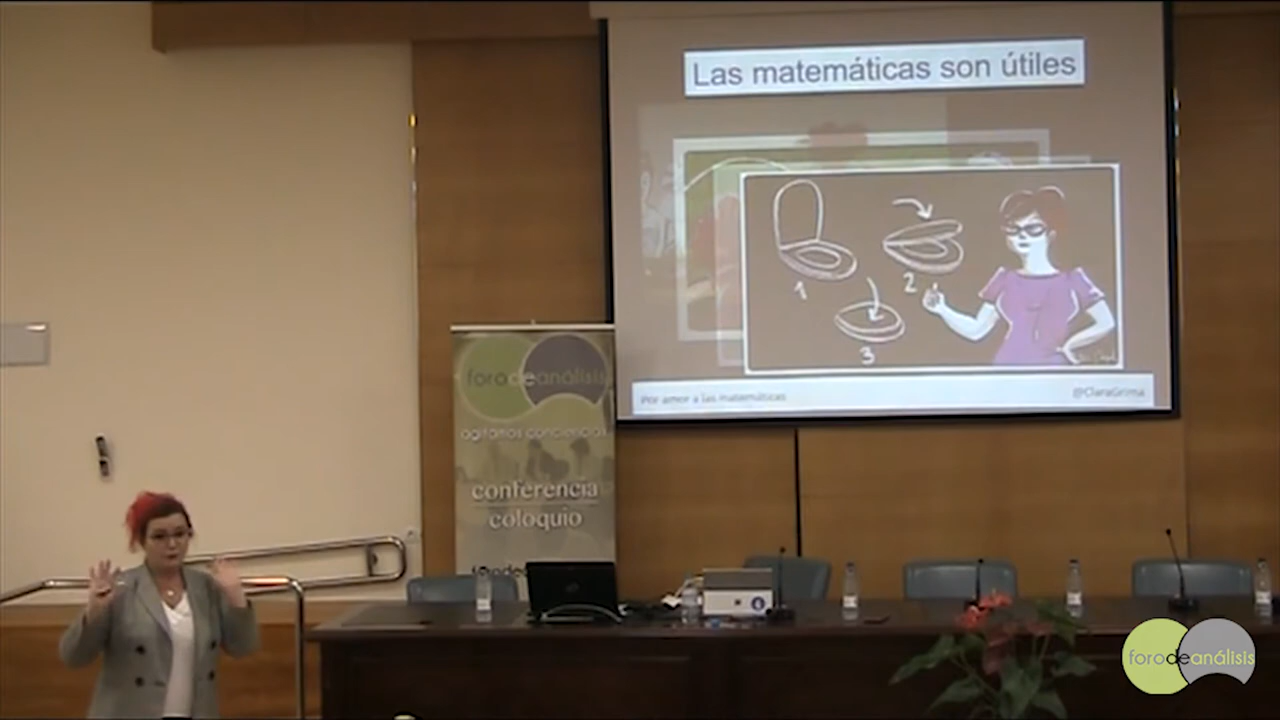 Las matemáticas son útiles
1
2
3
Por amor a las matemáticas
@ClaraGrima
forodeanálisis
agitamos conciencias
conferencia
coloquio
forodeanálisis